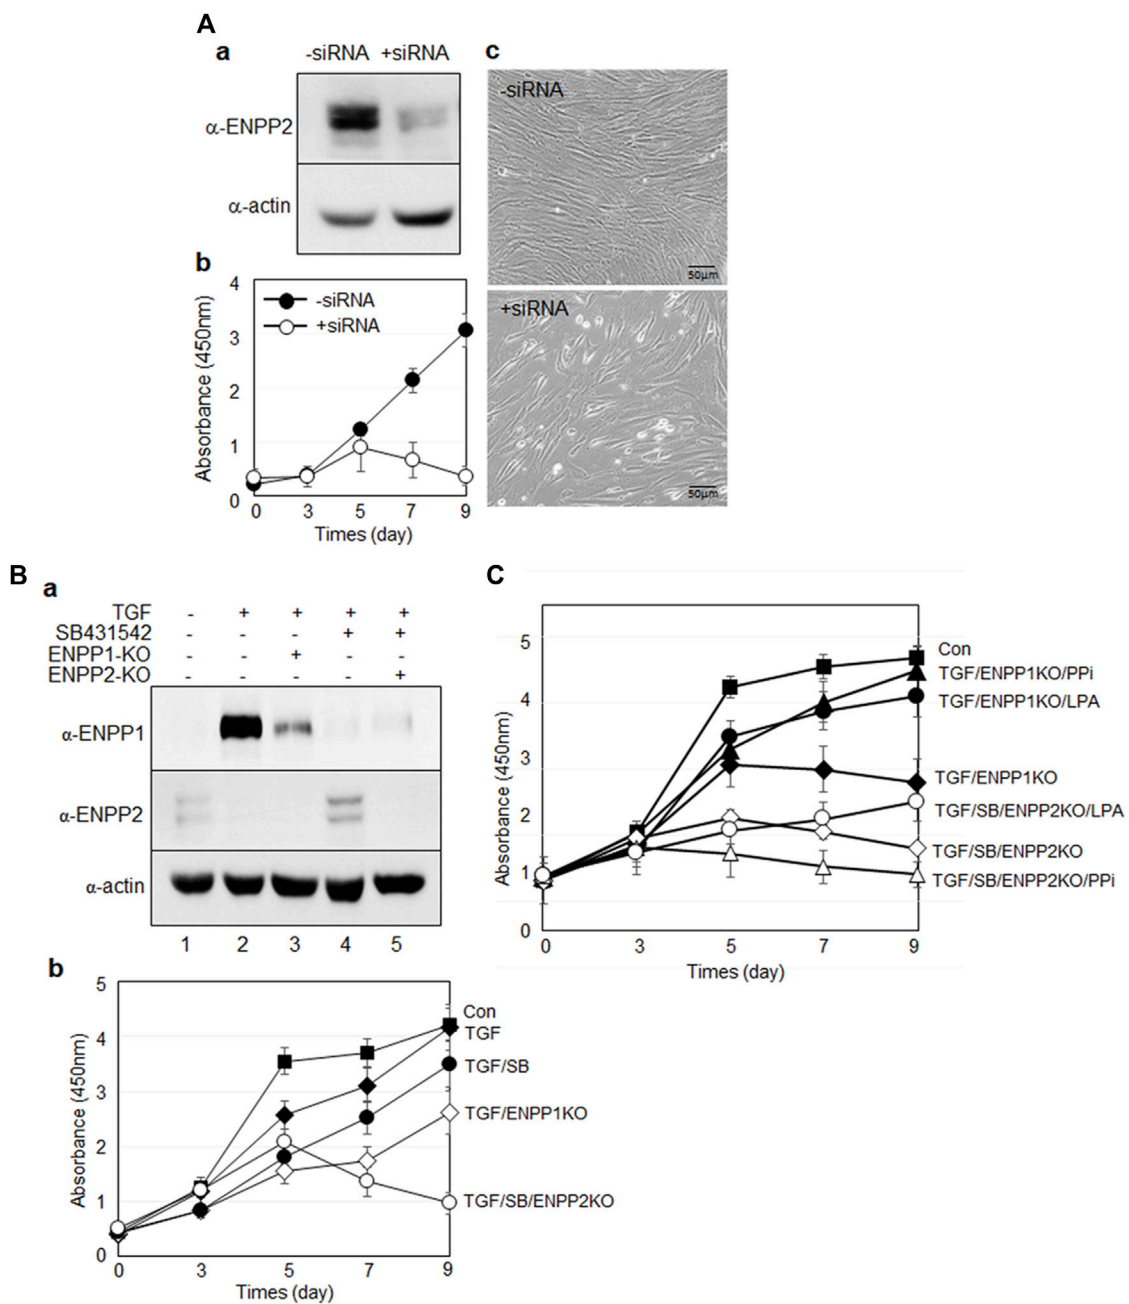 A
a
-siRNA +siRNA
α-ENPP2
α-actin
b
4
3
2
1
0
Absorbance (450nm)
-siRNA
+siRNA
0 3 5 7 9
Times (day)
c
-siRNA
50μm
+siRNA
50μm
B
a
TGF - + + + +
SB431542 - - - + +
ENPP1-KO - - + - -
ENPP2-KO - - - - +
α-ENPP1
α-ENPP2
α-actin
1 2 3 4 5
b
5
4
3
2
1
0
Absorbance (450nm)
Con
TGF
TGF/SB
TGF/ENPP1KO
TGF/SB/ENPP2KO
0 3 5 7 9
Times (day)
C
5
4
3
2
1
0
Absorbance (450nm)
Con
TGF/ENPP1KO/PPi
TGF/ENPP1KO/LPA
TGF/ENPP1KO
TGF/SB/ENPP2KO/LPA
TGF/SB/ENPP2KO
TGF/SB/ENPP2KO/PPi
0 3 5 7 9
Times (day)